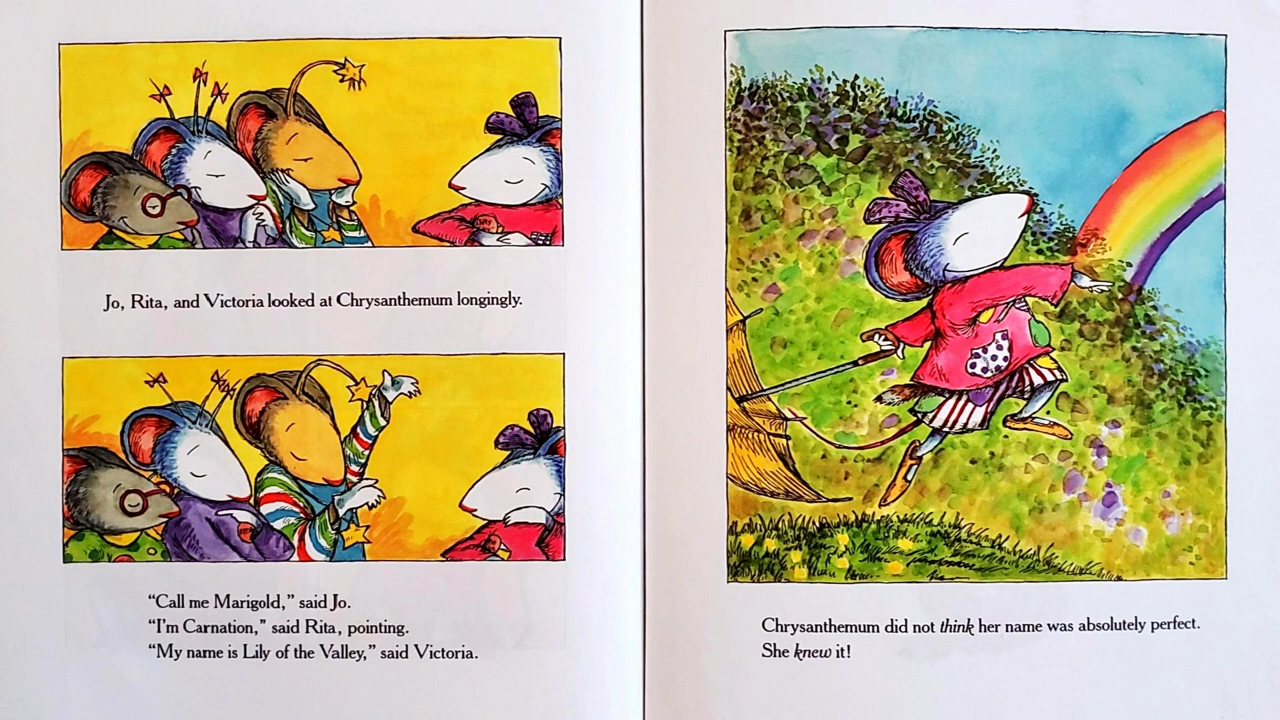 Jo, Rita, and Victoria looked at Chrysanthemum longingly.
“Call me Marigold,” said Jo.
“I’m Carnation,” said Rita, pointing.
“My name is Lily of the Valley,” said Victoria.
Chrysanthemum did not think her name was absolutely perfect.
She knew it!